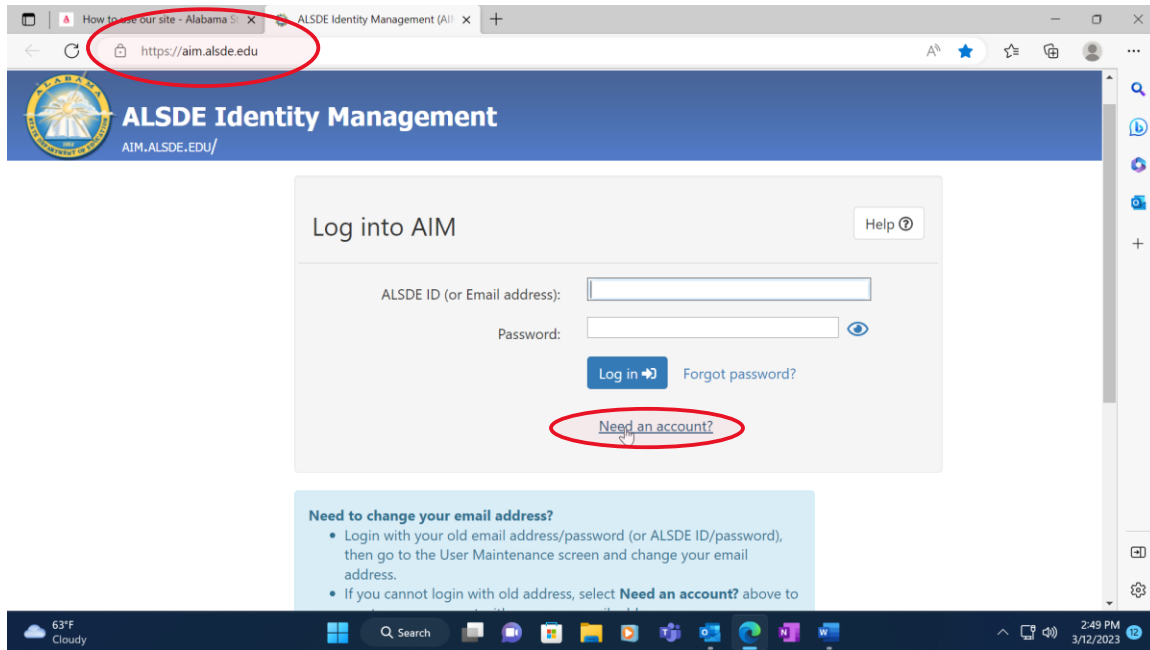 How to use our site - Alabama S
ALSDE Identity Management (AI
https://aim.alsde.edu
ALSDE Identity Management
AIM.ALSDE.EDU/
Log into AIM
Help
ALSDE ID (or Email address):
Password:
Log in
Forgot password?
Need an account?
Need to change your email address?
• Login with your old email address/password (or ALSDE ID/password),
then go to the User Maintenance screen and change your email
address.
• If you cannot login with old address, select Need an account? above to
63°F
Cloudy
Search
2:49 PM
3/12/2023
12